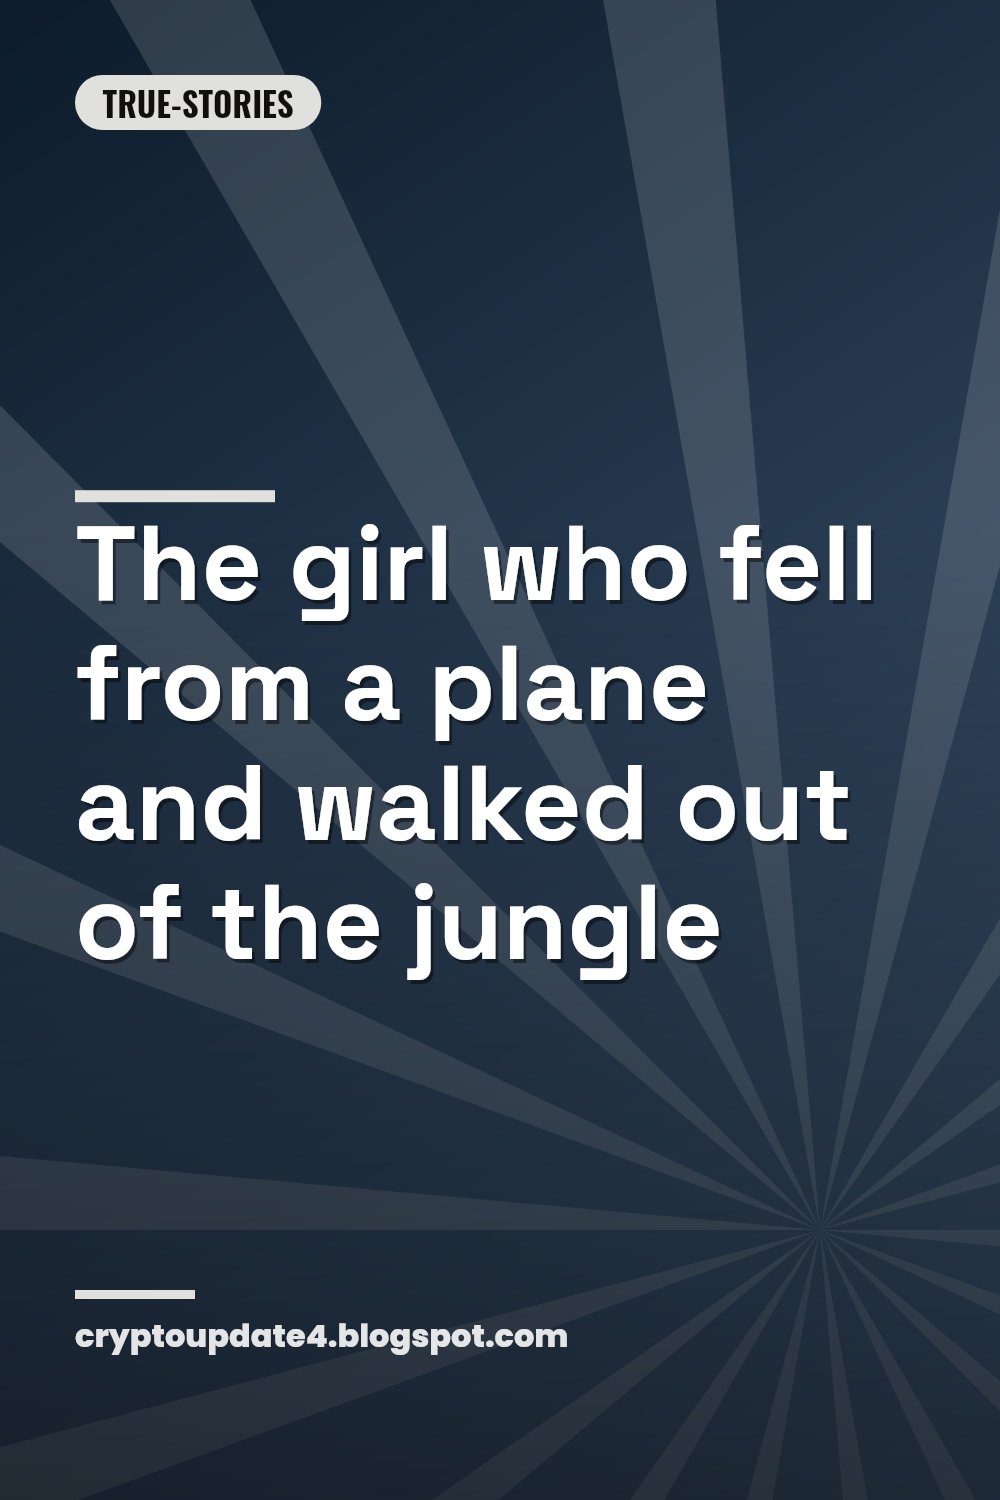 TRUE-STORIES
The girl who fell
from a plane
and walked out
of the jungle
cryptoupdate4.blogspot.com